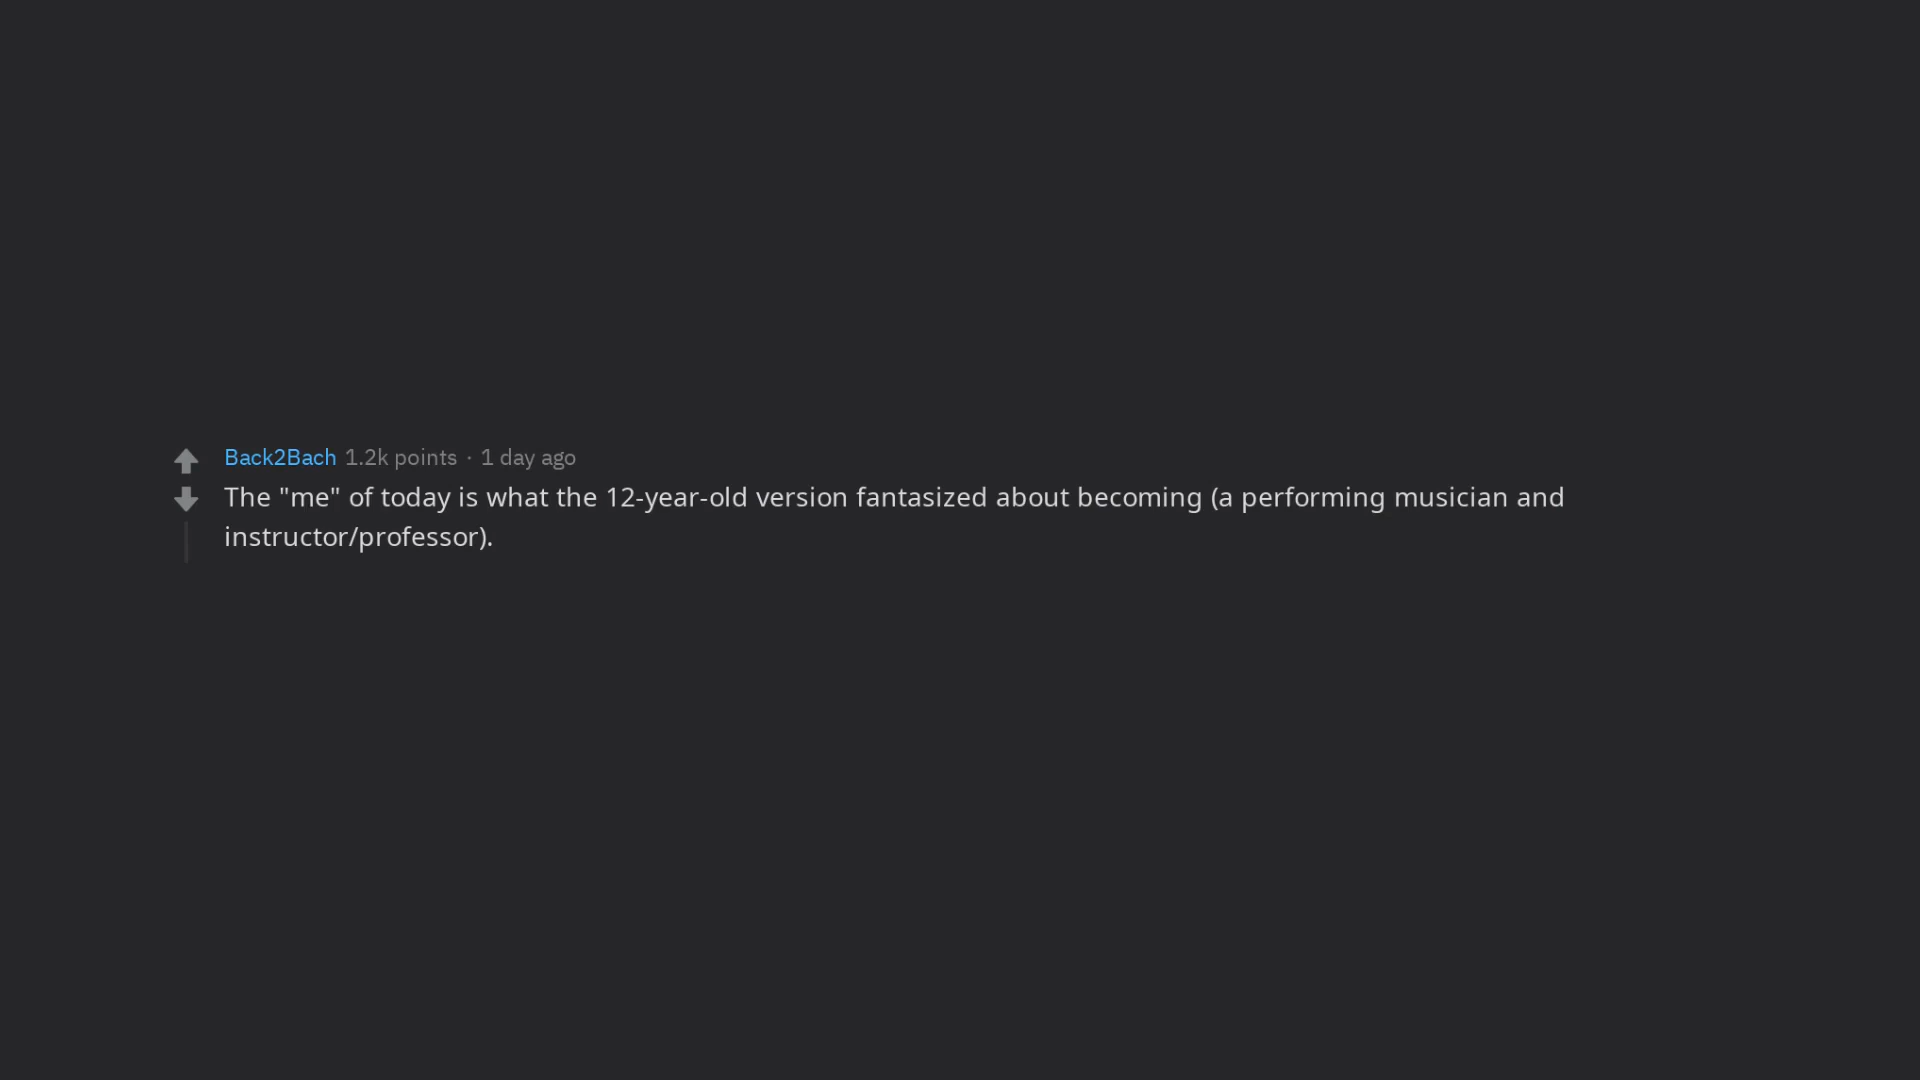 Back2Bach 1.2k points · 1 day ago
The "me" of today is what the 12-year-old version fantasized about becoming (a performing musician and
instructor/professor).